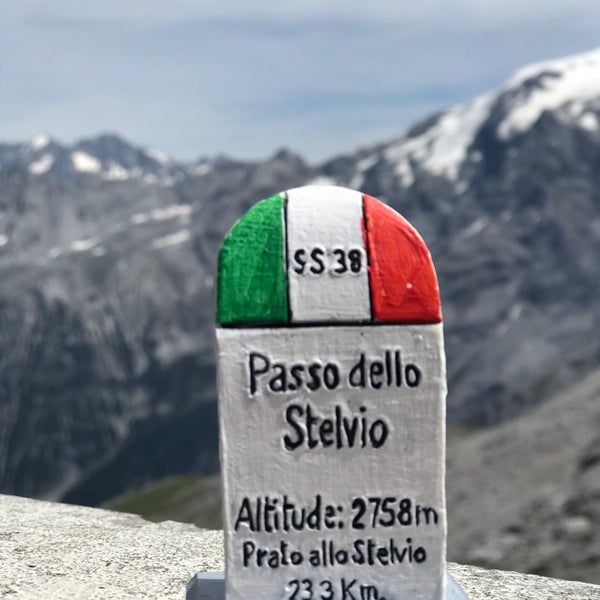 SS 38
Passo dello
Stelvio
Altitude: 2758m
Prato allo Stelvio
23.3 Km.